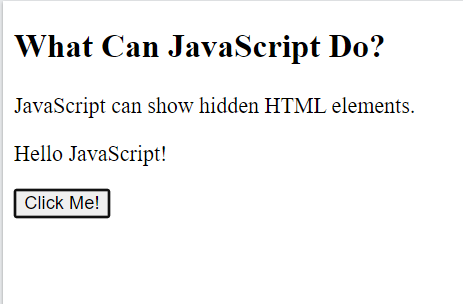 What Can JavaScript Do?
JavaScript can show hidden HTML elements.
Hello JavaScript!
Click Me!